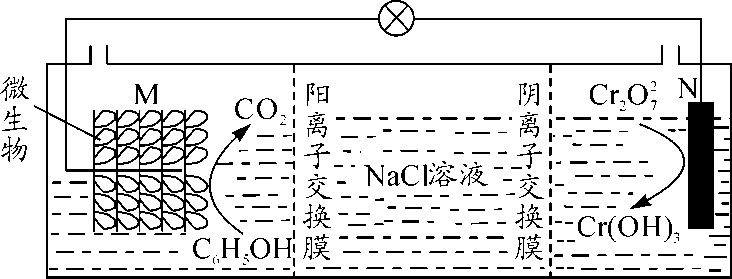 微生物
M
CO₂
C₆H₅OH
阳离子交换膜
NaCl溶液
阴离子交换膜
Cr₂O₇²
N
Cr(OH)₃